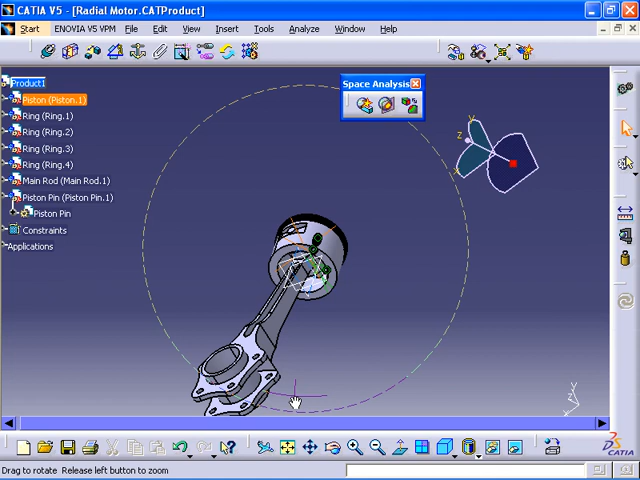 CATIA V5 - [Radial Motor.CATProduct]
Start ENOVIA V5 VPM File Edit View Insert Tools Analyze Window Help
Space Analysis
Product1
Piston (Piston.1)
Ring (Ring.1)
Ring (Ring.2)
Ring (Ring.3)
Ring (Ring.4)
Main Rod (Main Rod.1)
Piston Pin (Piston Pin.1)
Piston Pin
Constraints
Applications
y
z
x
z
y
x
CATIA
Drag to rotate Release left button to zoom